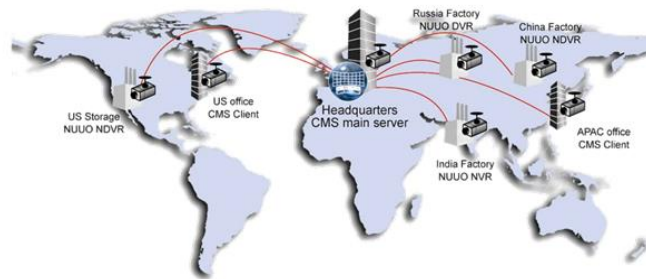 Russia Factory
NUUO DVR
China Factory
NUUO NDVR
US Storage
NUUO NDVR
US office
CMS Client
Headquarters
CMS main server
India Factory
NUUO NVR
APAC office
CMS Client